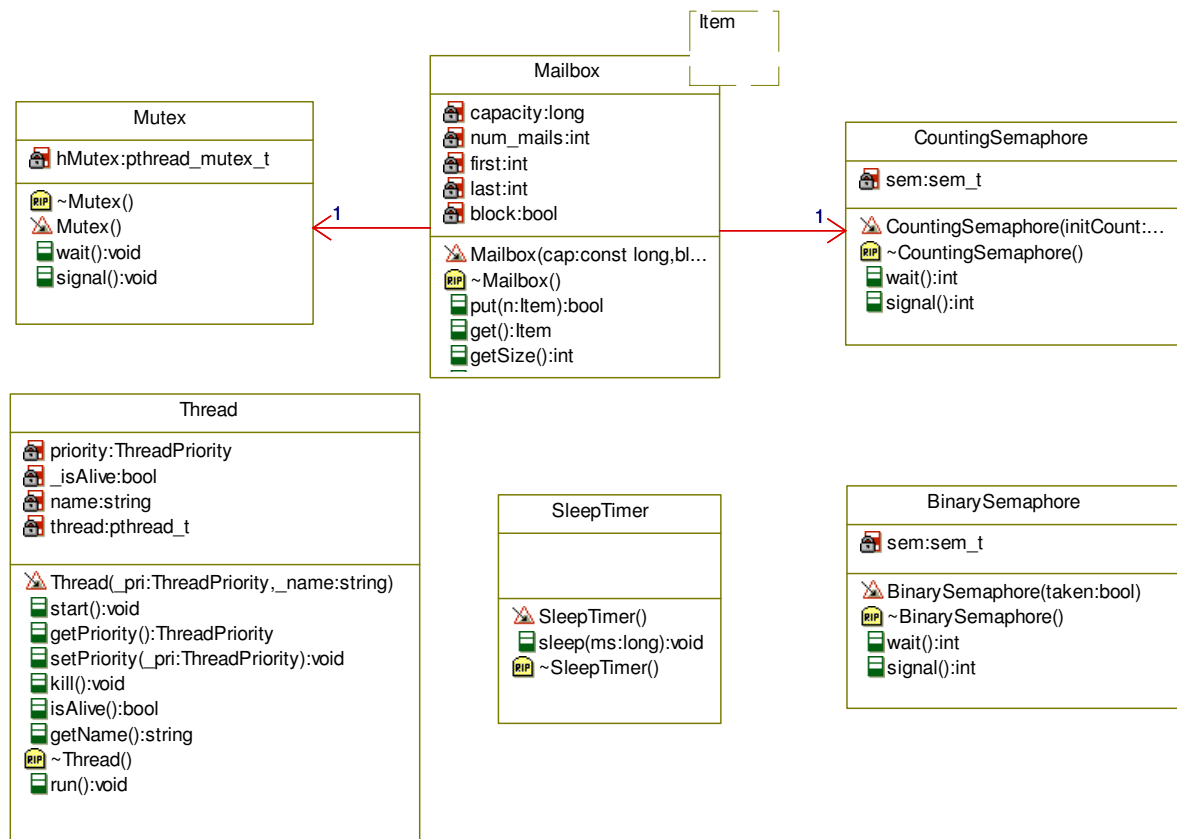 Item
Mailbox
capacity:long
num_mails:int
first:int
last:int
block:bool
Mailbox(cap:const long,bl...
~Mailbox()
put(n:Item):bool
get():Item
getSize():int
Mutex
hMutex:pthread_mutex_t
RIP ~Mutex()
Mutex()
wait():void
signal():void
1
1
CountingSemaphore
sem:sem_t
CountingSemaphore(initCount:...
RIP ~CountingSemaphore()
wait():int
signal():int
Thread
priority:ThreadPriority
_isAlive:bool
name:string
thread:pthread_t
Thread(_pri:ThreadPriority,_name:string)
start():void
getPriority():ThreadPriority
setPriority(_pri:ThreadPriority):void
kill():void
isAlive():bool
getName():string
RIP ~Thread()
run():void
SleepTimer
SleepTimer()
sleep(ms:long):void
RIP ~SleepTimer()
BinarySemaphore
sem:sem_t
BinarySemaphore(taken:bool)
RIP ~BinarySemaphore()
wait():int
signal():int